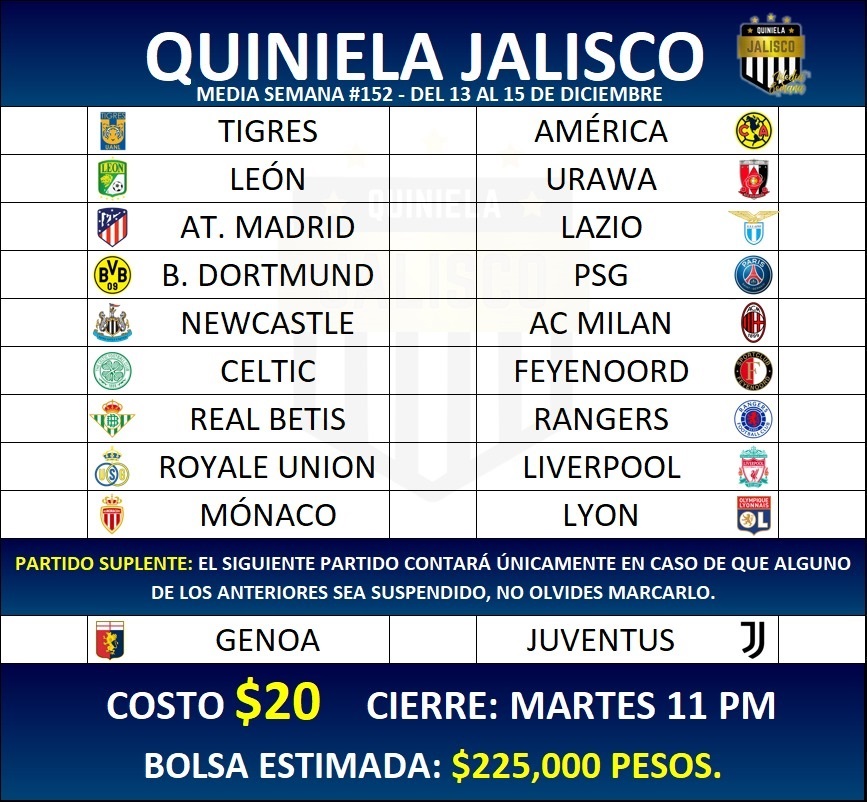 QUINIELA JALISCO
QUINIELA
JALISCO
Media
Semana
MEDIA SEMANA #152 - DEL 13 AL 15 DE DICIEMBRE
TIGRES AMÉRICA
LEÓN URAWA
AT. MADRID LAZIO
B. DORTMUND PSG
NEWCASTLE AC MILAN
CELTIC FEYENOORD
REAL BETIS RANGERS
ROYALE UNION LIVERPOOL
MÓNACO LYON
PARTIDO SUPLENTE: EL SIGUIENTE PARTIDO CONTARÁ ÚNICAMENTE EN CASO DE QUE ALGUNO
DE LOS ANTERIORES SEA SUSPENDIDO, NO OLVIDES MARCARLO.
GENOA JUVENTUS
COSTO $20 CIERRE: MARTES 11 PM
BOLSA ESTIMADA: $225,000 PESOS.